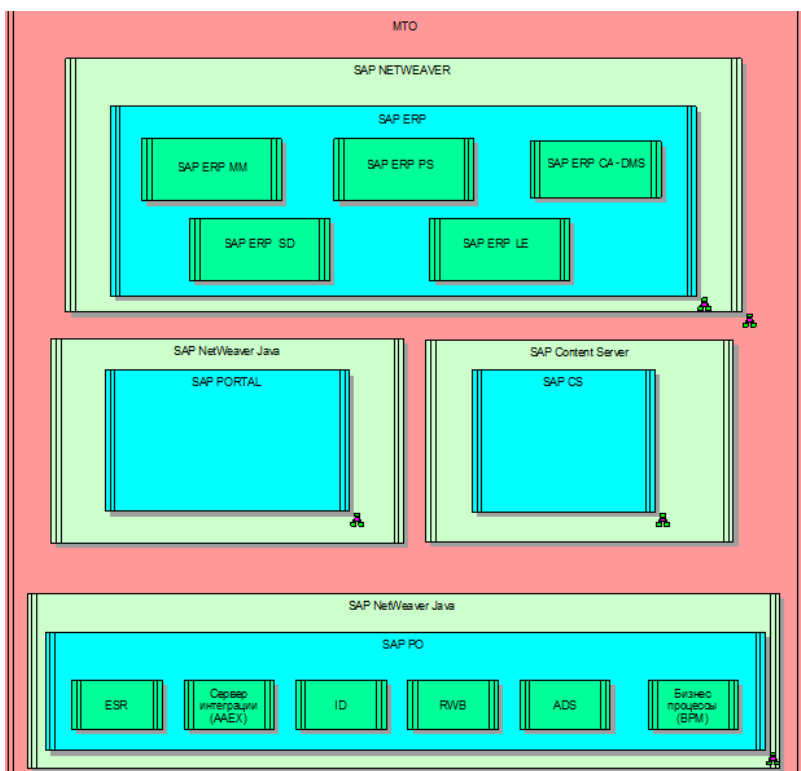 МТО
SAP NETWEAVER
SAP ERP
SAP ERP MM
SAP ERP PS
SAP ERP CA-DMS
SAP ERP SD
SAP ERP LE
SAP NetWeaver Java
SAP PORTAL
SAP Content Server
SAP CS
SAP NetWeaver Java
SAP PO
ESR
Сервер
интеграции
(AAEX)
ID
RWB
ADS
Бизнес
процессы
(BPM)